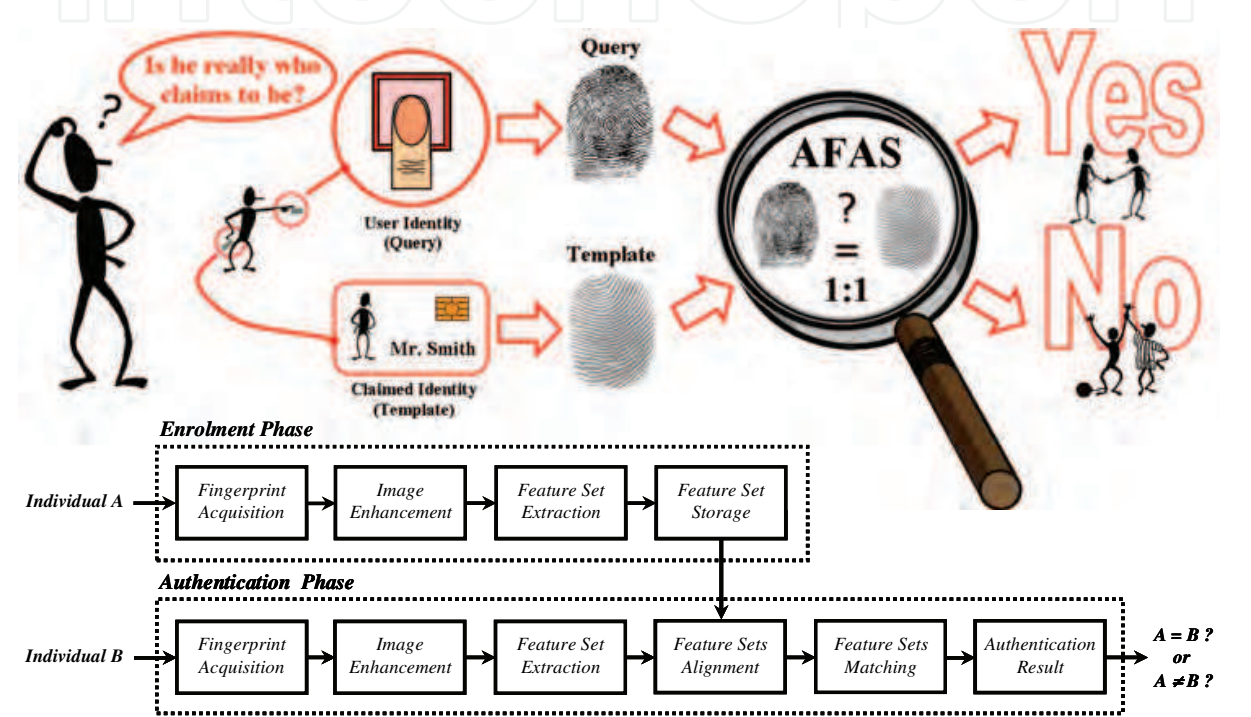 Is he really who
claims to be?
?
User Identity
(Query)
Query
Mr. Smith
Claimed Identity
(Template)
Template
AFAS
?
=
1:1
Yes
No
Enrolment Phase
Individual A
Fingerprint
Acquisition
Image
Enhancement
Feature Set
Extraction
Feature Set
Storage
Authentication Phase
Individual B
Fingerprint
Acquisition
Image
Enhancement
Feature Set
Extraction
Feature Sets
Alignment
Feature Sets
Matching
Authentication
Result
A = B ?
or
A ≠ B ?